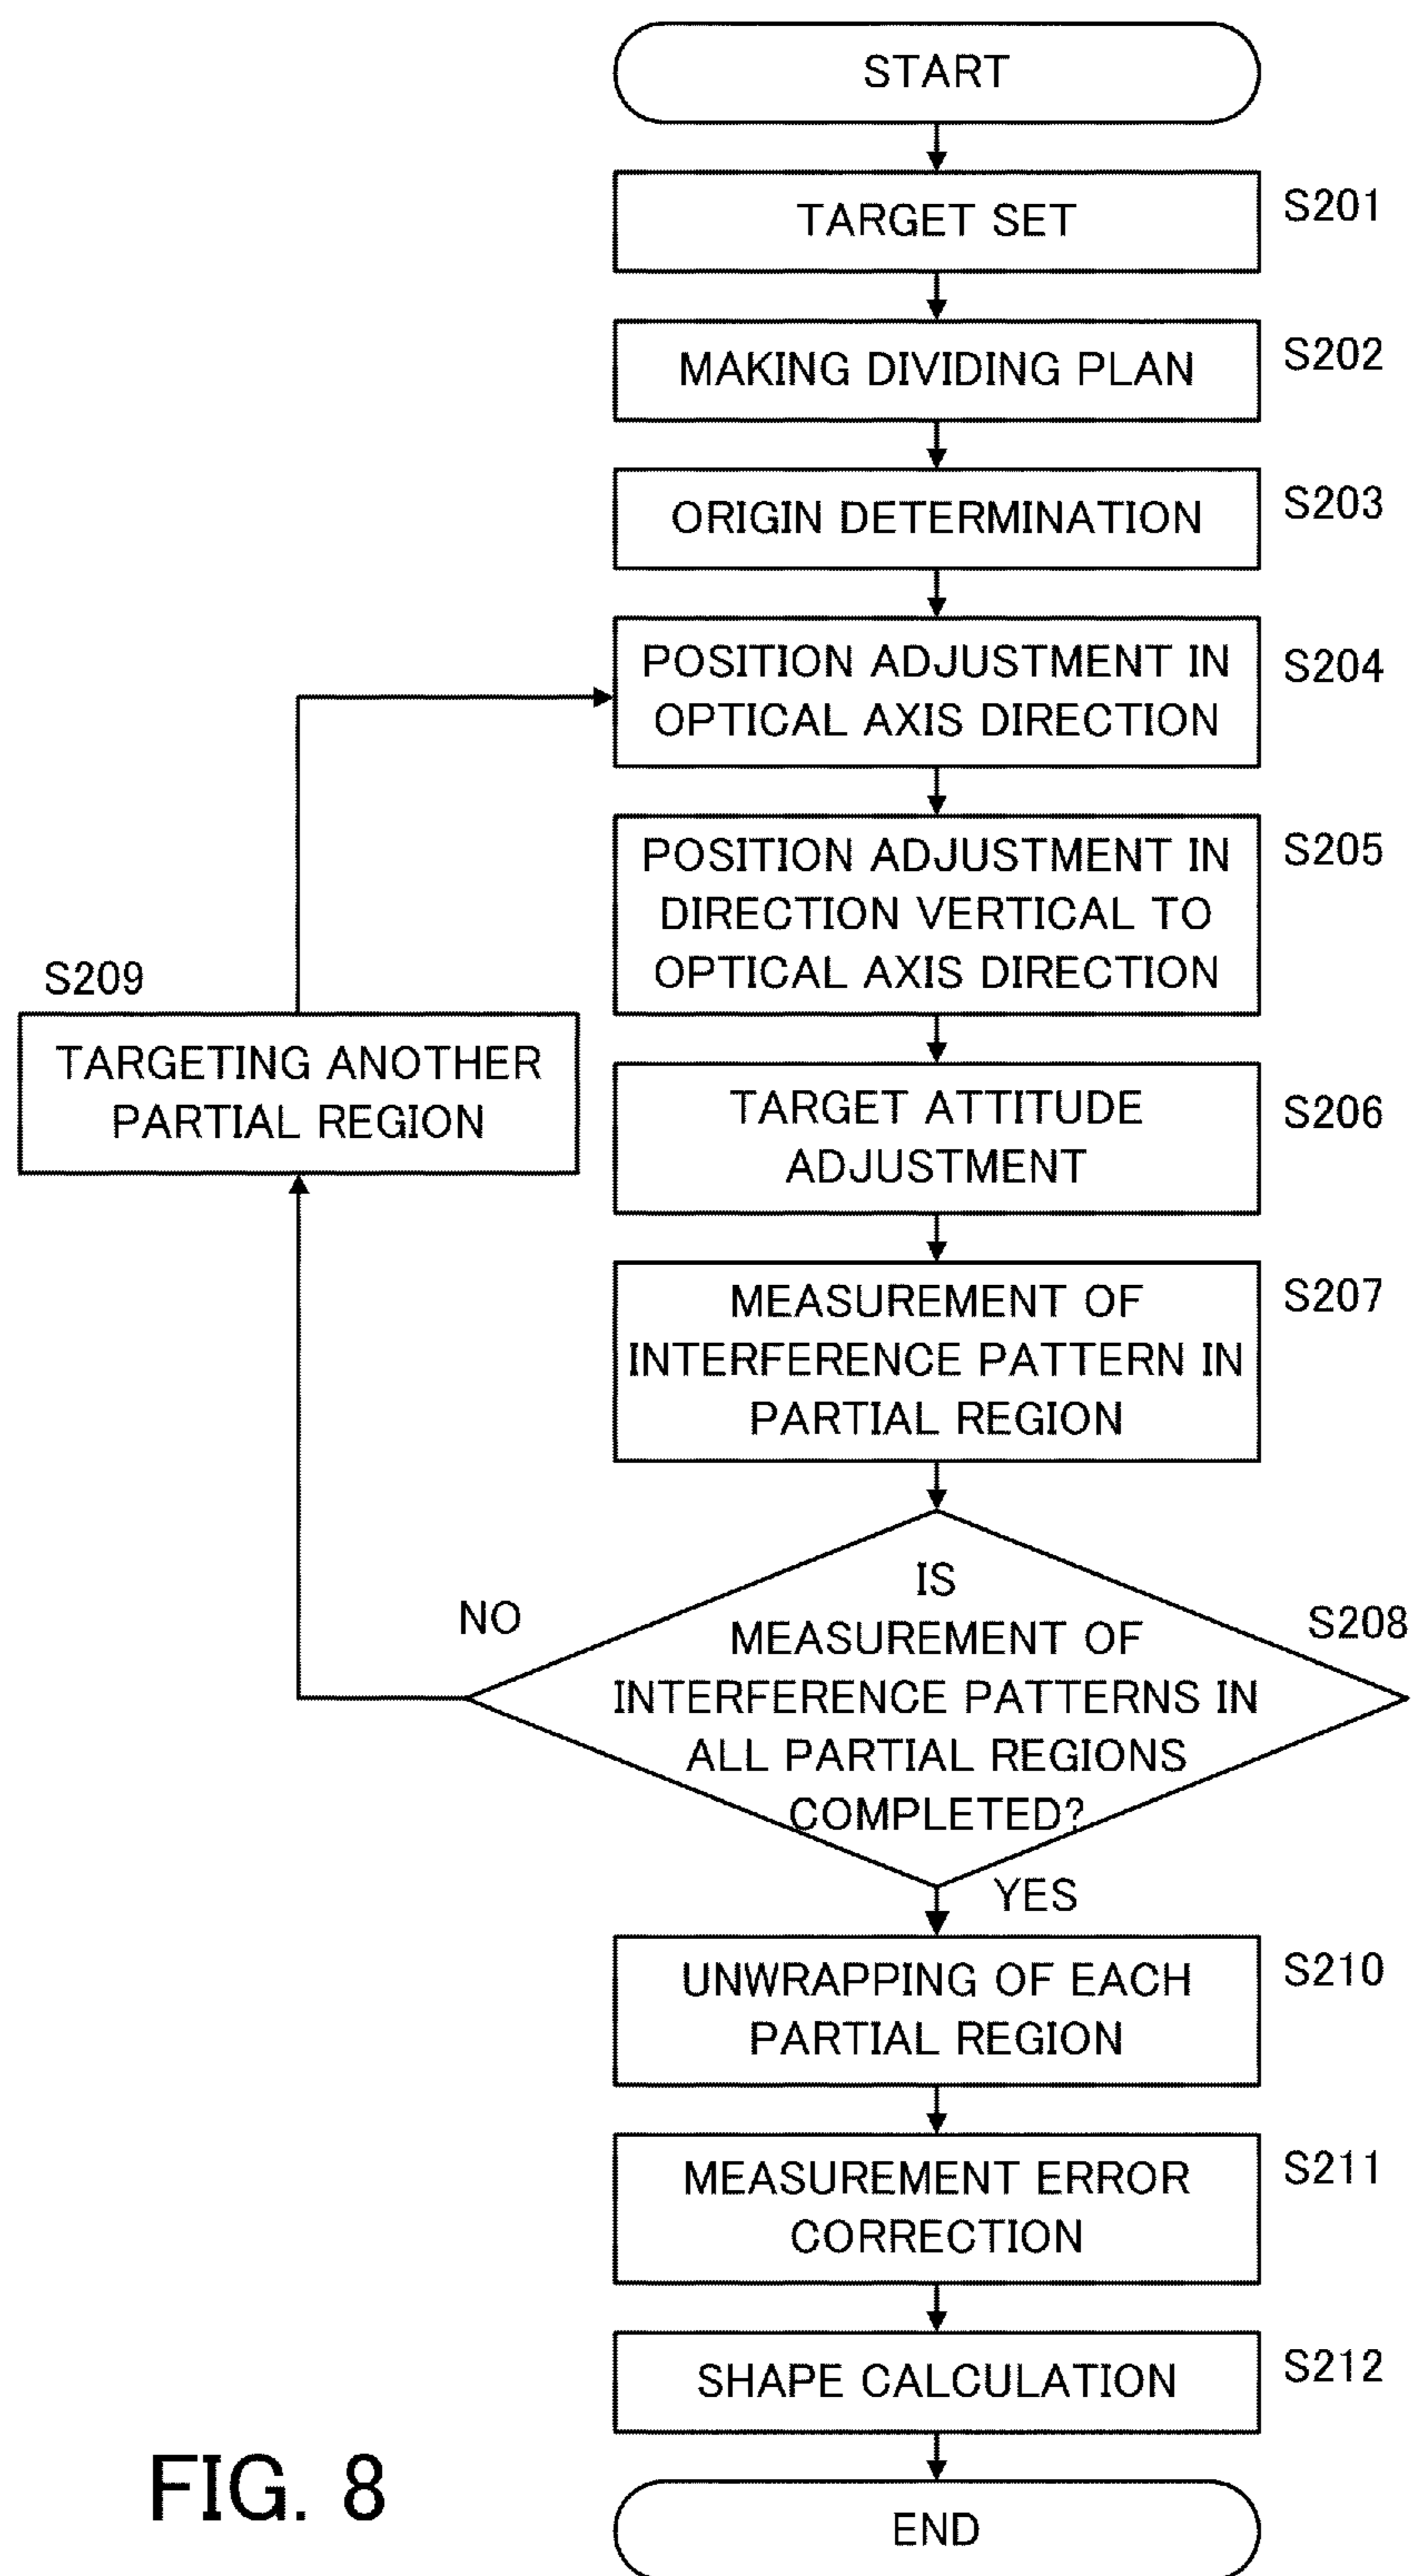 START
TARGET SET
S201
MAKING DIVIDING PLAN
S202
ORIGIN DETERMINATION
S203
POSITION ADJUSTMENT IN
OPTICAL AXIS DIRECTION
S204
POSITION ADJUSTMENT IN
DIRECTION VERTICAL TO
OPTICAL AXIS DIRECTION
S205
S209
TARGETING ANOTHER
PARTIAL REGION
TARGET ATTITUDE
ADJUSTMENT
S206
MEASUREMENT OF
INTERFERENCE PATTERN IN
PARTIAL REGION
S207
NO
IS
MEASUREMENT OF
INTERFERENCE PATTERNS IN
ALL PARTIAL REGIONS
COMPLETED?
S208
YES
UNWRAPPING OF EACH
PARTIAL REGION
S210
MEASUREMENT ERROR
CORRECTION
S211
SHAPE CALCULATION
S212
END
FIG. 8